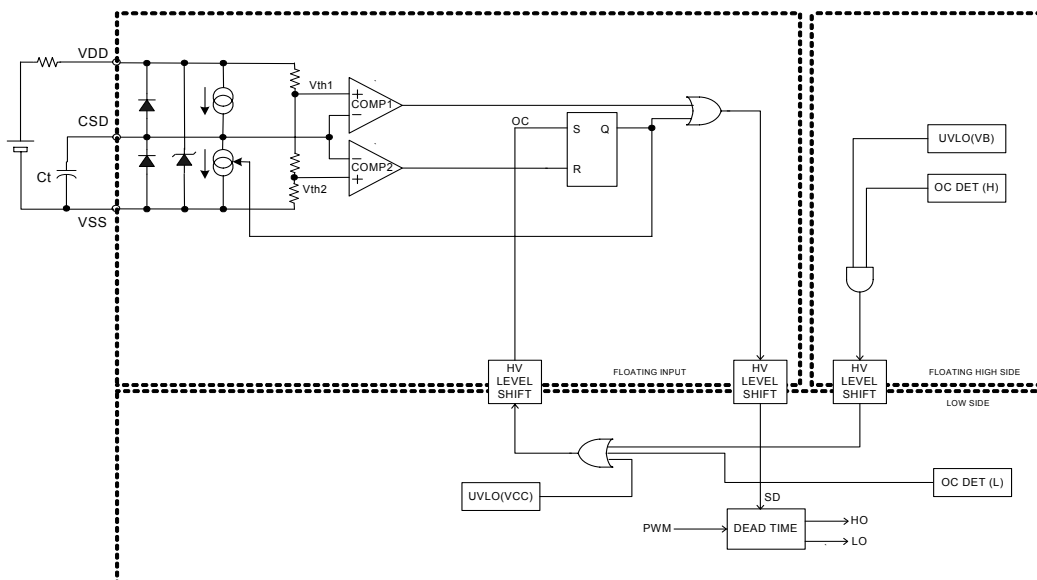 VDD
Vth1
COMP1
CSD
OC
S
Q
R
UVLO(VB)
COMP2
OC DET (H)
Ct
Vth2
VSS
HV
LEVEL
SHIFT
FLOATING INPUT
HV
LEVEL
SHIFT
HV
LEVEL
SHIFT
FLOATING HIGH SIDE
LOW SIDE
UVLO(VCC)
OC DET (L)
SD
PWM
DEAD TIME
HO
LO